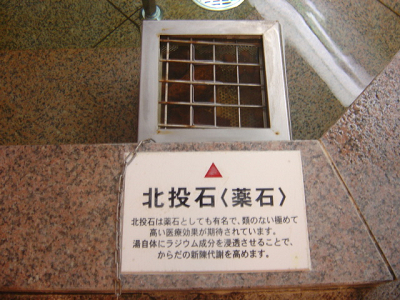 北投石〈薬石〉
北投石は薬石としても有名で、類のない極めて
高い医療効果が期待されています。
湯自体にラジウム成分を浸透させることで、
からだの新陳代謝を高めます。